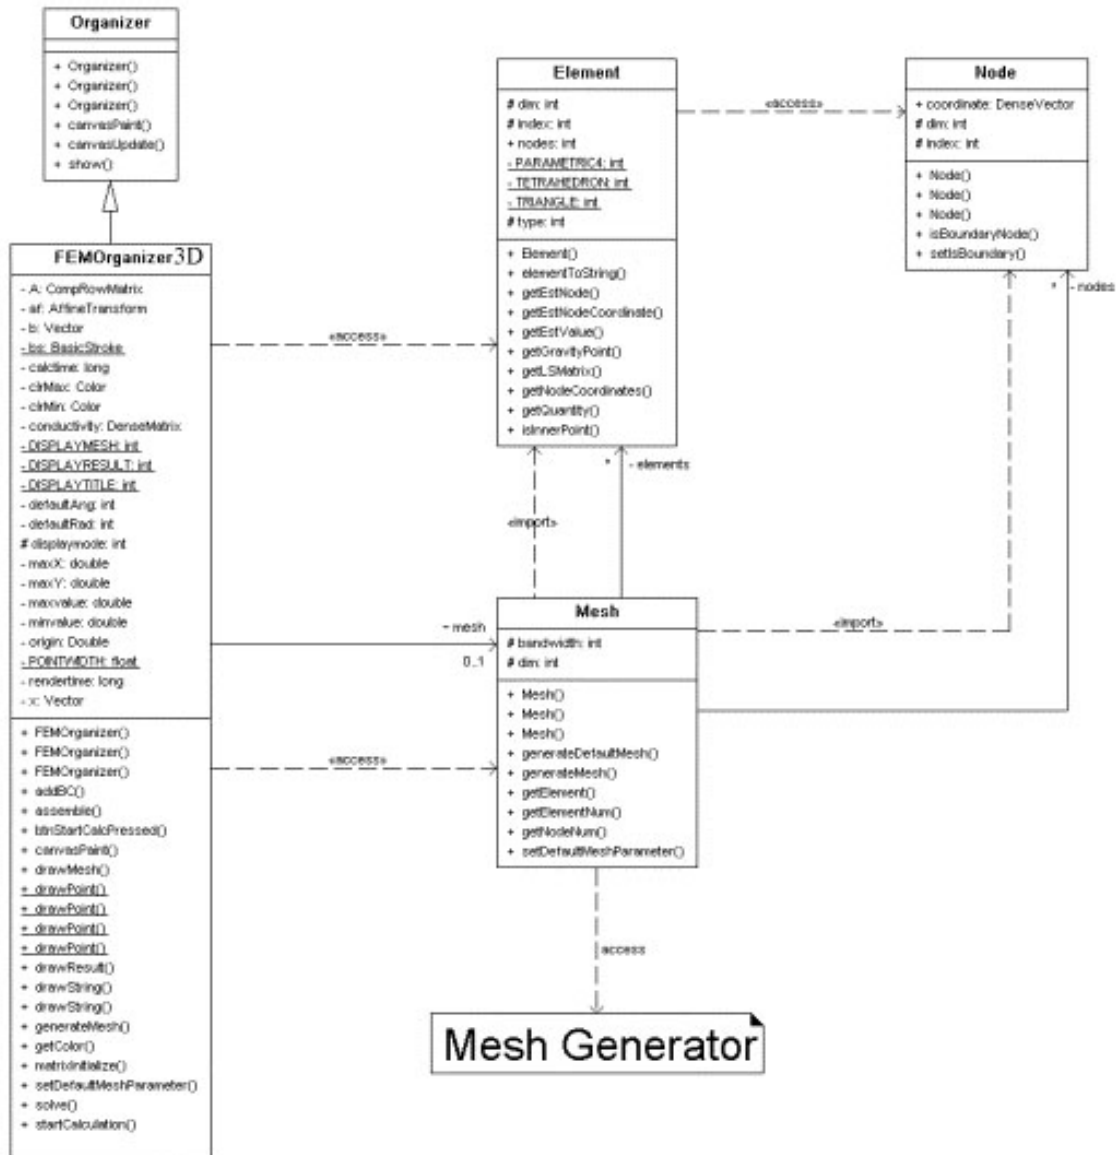 Organizer
+ Organizer()
+ Organizer()
+ Organizer()
+ canvasPaint()
+ canvasUpdate()
+ show()
FEMOrganizer3D
- A: CompRowMatrix
- af: AffineTransform
- b: Vector
- bs: BasicStroke
- calctime: long
- clrMax: Color
- clrMin: Color
- conductivity: DenseMatrix
- DISPLAYMESH: int
- DISPLAYRESULT: int
- DISPLAYTITLE: int
- defaultAng: int
- defaultRad: int
# displaymode: int
- maxX: double
- maxY: double
- maxvalue: double
- minvalue: double
- origin: Double
- POINTWIDTH: float
- rendertime: long
- x: Vector
+ FEMOrganizer()
+ FEMOrganizer()
+ FEMOrganizer()
+ addBC()
+ assemble()
+ btnStartCalcPressed()
+ canvasPaint()
+ drawMesh()
+ drawPoint()
+ drawPoint()
+ drawPoint()
+ drawPoint()
+ drawResult()
+ drawString()
+ drawString()
+ generateMesh()
+ getColor()
+ matrixInitialize()
+ setDefaultMeshParameter()
+ solve()
+ startCalculation()
«access»
~ mesh
0..1
«access»
Element
# dim: int
# index: int
+ nodes: int
- PARAMETRIC4: int
- TETRAHEDRON: int
- TRIANGLE: int
# type: int
+ Element()
+ elementToString()
+ getEstNode()
+ getEstNodeCoordinate()
+ getEstValue()
+ getGravityPoint()
+ getLSMatrix()
+ getNodeCoordinates()
+ getQuantity()
+ isInnerPoint()
«access»
Node
+ coordinate: DenseVector
# dim: int
# index: int
+ Node()
+ Node()
+ Node()
+ isBoundaryNode()
+ setIsBoundary()
* - nodes
* - elements
«import»
«import»
Mesh
# bandwidth: int
# dim: int
+ Mesh()
+ Mesh()
+ Mesh()
+ generateDefaultMesh()
+ generateMesh()
+ getElement()
+ getElementNum()
+ getNodeNum()
+ setDefaultMeshParameter()
access
Mesh Generator